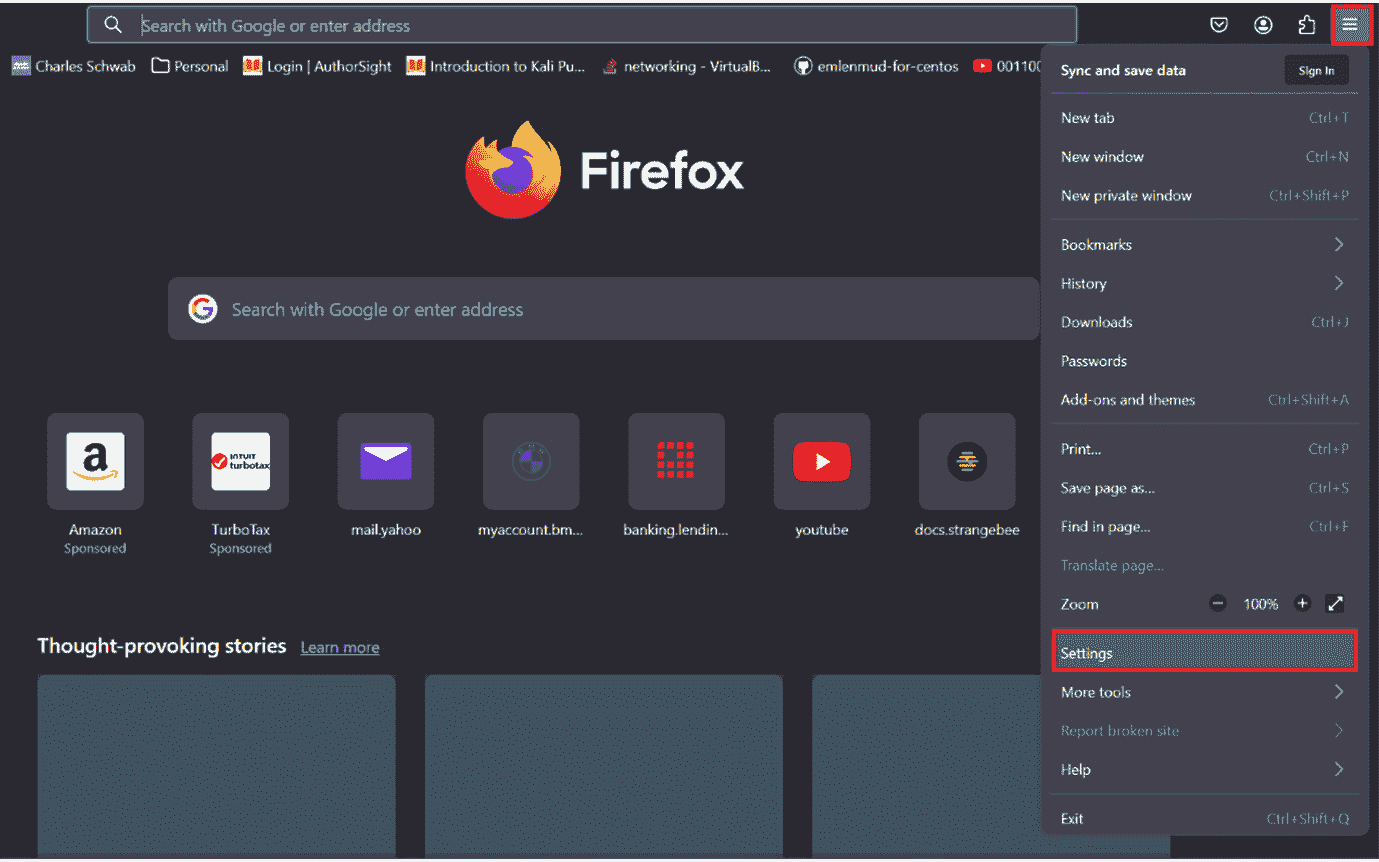 Search with Google or enter address
Charles Schwab Personal Login | AuthorSight Introduction to Kali Pu... networking - VirtualB... emlenmud-for-centos 001100
Firefox
Search with Google or enter address
a INTUIT turbotax
Amazon TurboTax mail.yahoo myaccount.bm... banking.lendin... youtube docs.strangebee
Sponsored Sponsored
Thought-provoking stories Learn more
Sync and save data Sign In
New tab Ctrl+T
New window Ctrl+N
New private window Ctrl+Shift+P
Bookmarks
History
Downloads Ctrl+J
Passwords
Add-ons and themes Ctrl+Shift+A
Print... Ctrl+P
Save page as... Ctrl+S
Find in page... Ctrl+F
Translate page...
Zoom 100%
Settings
More tools
Report broken site
Help
Exit Ctrl+Shift+Q